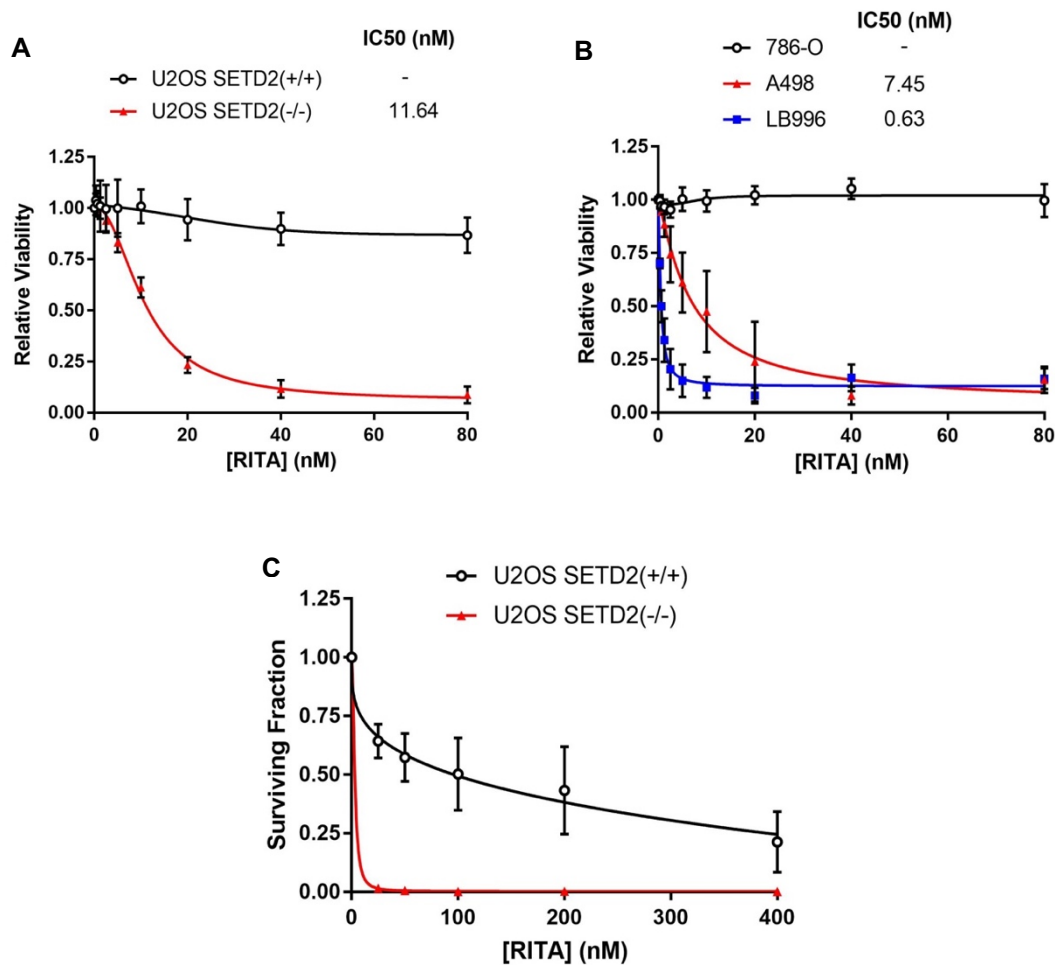 A
IC50 (nM)
U2OS SETD2(+/+) -
U2OS SETD2(-/-) 11.64
1.25
1.00
0.75
0.50
0.25
0.00
Relative Viability
0 20 40 60 80
[RITA] (nM)
B
IC50 (nM)
786-O -
A498 7.45
LB996 0.63
1.25
1.00
0.75
0.50
0.25
0.00
Relative Viability
0 20 40 60 80
[RITA] (nM)
C
U2OS SETD2(+/+)
U2OS SETD2(-/-)
1.25
1.00
0.75
0.50
0.25
0.00
Surviving Fraction
0 100 200 300 400
[RITA] (nM)